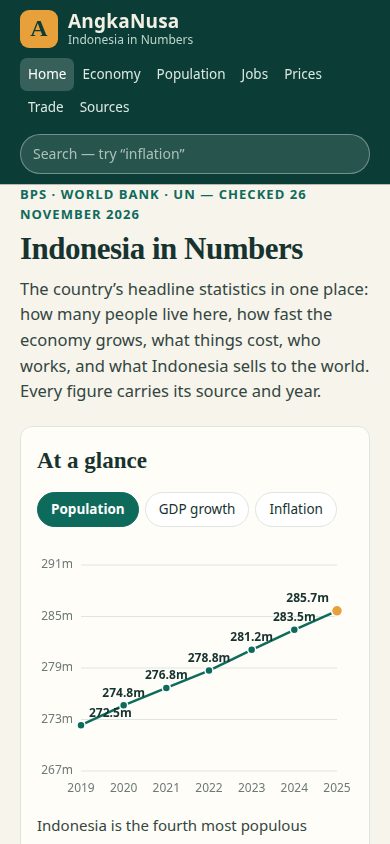 A
AngkaNusa
Indonesia in Numbers
Home Economy Population Jobs Prices
Trade Sources
Search — try “inflation”
BPS · WORLD BANK · UN — CHECKED 26
NOVEMBER 2026
Indonesia in Numbers
The country’s headline statistics in one place:
how many people live here, how fast the
economy grows, what things cost, who
works, and what Indonesia sells to the world.
Every figure carries its source and year.
At a glance
Population GDP growth Inflation
291m
285.7m
285m
283.5m
281.2m
279m
278.8m
276.8m
274.8m
273m
272.5m
267m
2019 2020 2021 2022 2023 2024 2025
Indonesia is the fourth most populous